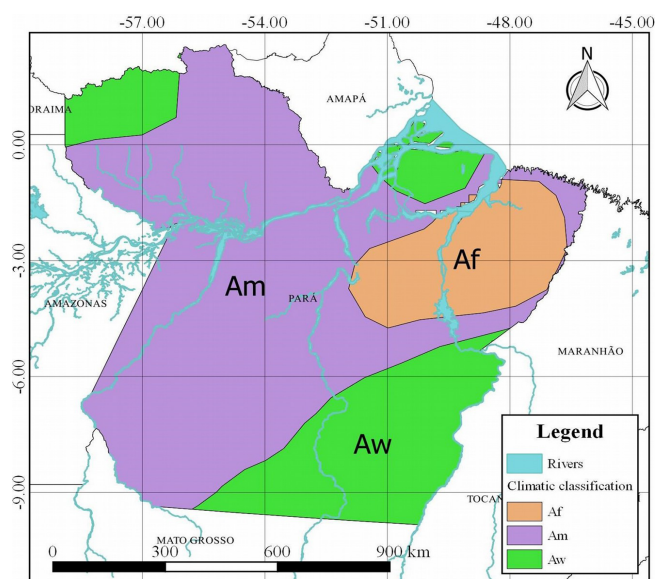 -57.00 -54.00 -51.00 -48.00 -45.00
N
ORAIMA
AMAPÁ
0.00
Af
-3.00
Am
PARÁ
AMAZONAS
MARANHÃO
-6.00
Aw
Legend
Rivers
Climatic classification
-9.00
TOCAN
Af
Am
MATO GROSSO
Aw
0 300 600 900 km